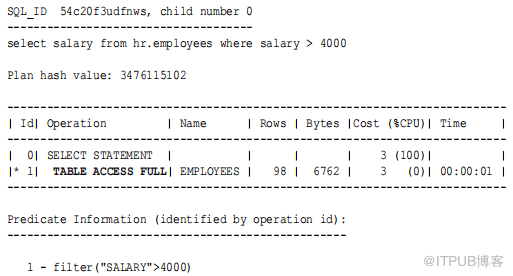 SQL_ID  54c20f3udfnws, child number 0
-------------------------------------
select salary from hr.employees where salary > 4000

Plan hash value: 3476115102

---------------------------------------------------------------------------
| Id| Operation         | Name      | Rows | Bytes |Cost (%CPU)| Time     |
---------------------------------------------------------------------------
|  0| SELECT STATEMENT  |           |      |       |    3 (100)|          |
|* 1|  TABLE ACCESS FULL| EMPLOYEES |   98 |  6762 |    3   (0)| 00:00:01 |
---------------------------------------------------------------------------

Predicate Information (identified by operation id):
---------------------------------------------------

   1 - filter("SALARY">4000)
@ITPUB博客